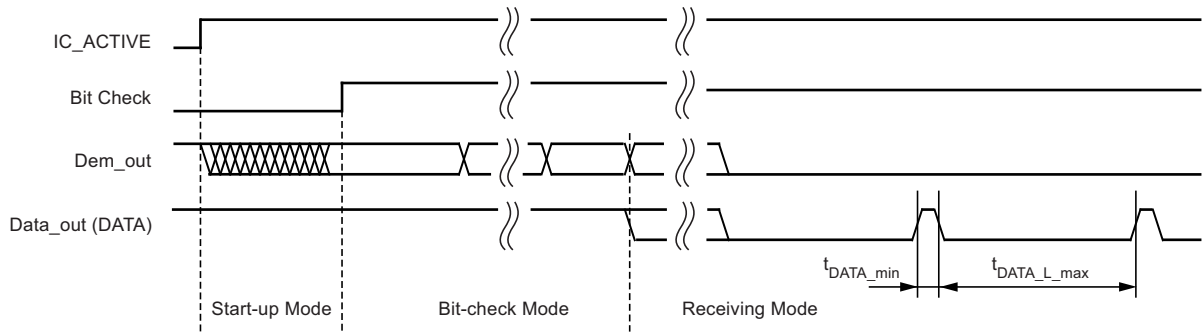 IC_ACTIVE
Bit Check
Dem_out
Data_out (DATA)
tDATA_min
tDATA_L_max
Start-up Mode
Bit-check Mode
Receiving Mode